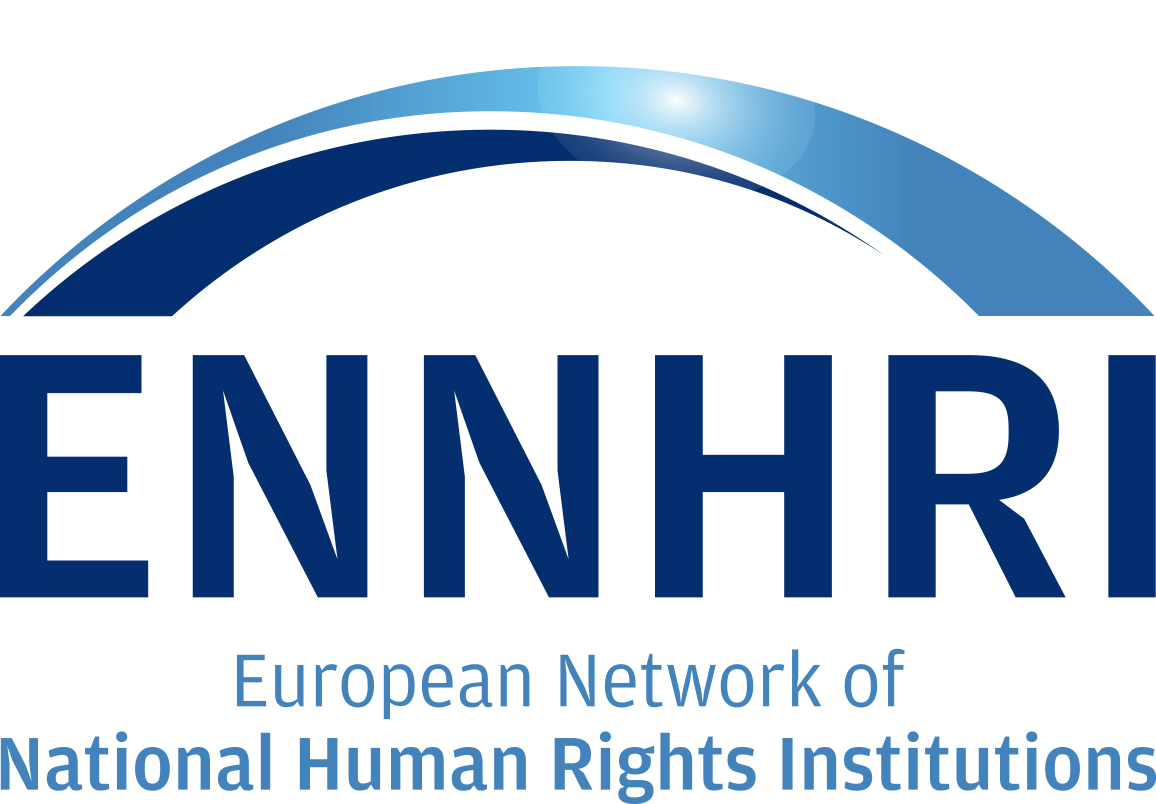 ENNHRI
European Network of
National Human Rights Institutions